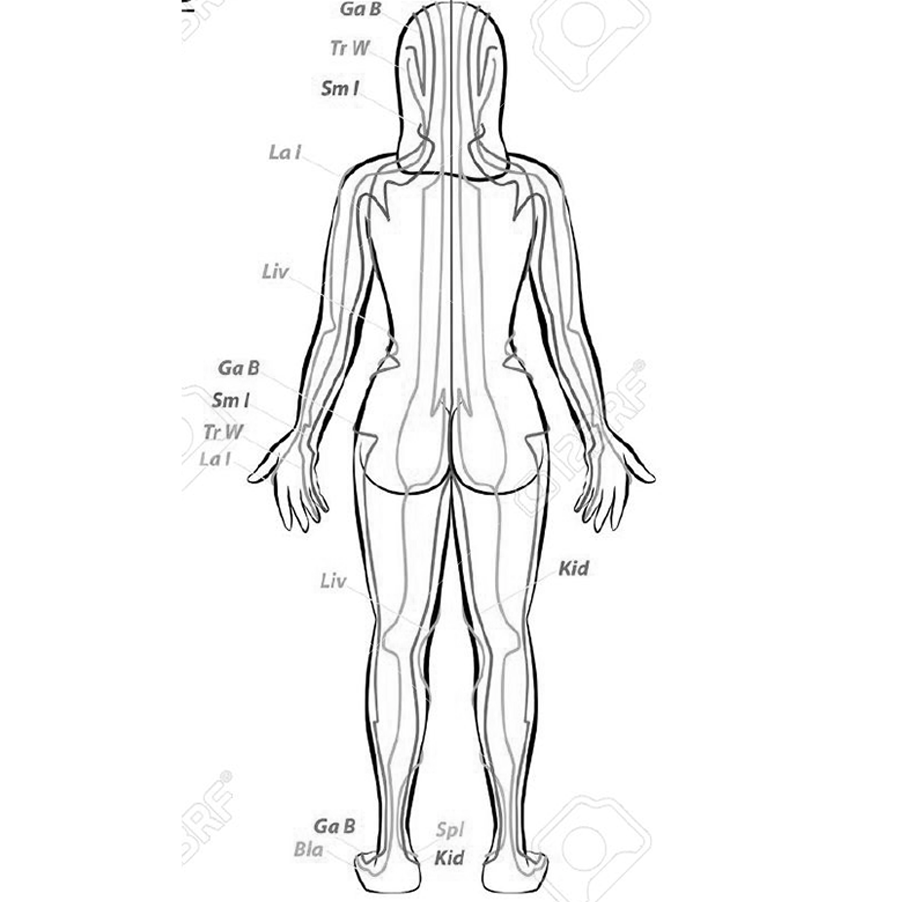 Ga B
Tr W
Sm I
La I
Liv
Ga B
Sm I
Tr W
La I
Liv
Kid
Ga B
Spl
Bla
Kid